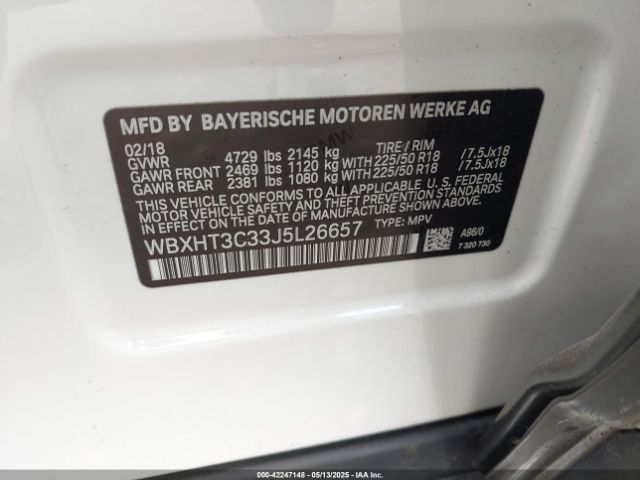 MFD BY BAYERISCHE MOTOREN WERKE AG
02/18 TIRE / RIM
GVWR 4729 lbs 2145 kg
GAWR FRONT 2469 lbs 1120 kg WITH 225/50 R18 /7.5Jx18
GAWR REAR 2381 lbs 1080 kg WITH 225/50 R18 /7.5Jx18
THIS VEHICLE CONFORMS TO ALL APPLICABLE U. S. FEDERAL
MOTOR VEHICLE SAFETY AND THEFT PREVENTION STANDARDS
IN EFFECT ON THE DATE OF MANUFACTURE SHOWN ABOVE.
WBXHT3C33J5L26657 TYPE: MPV
A96/0
7 320 730
000-42247148 --- 05/13/2025 --- Copyright © IAA, Inc.